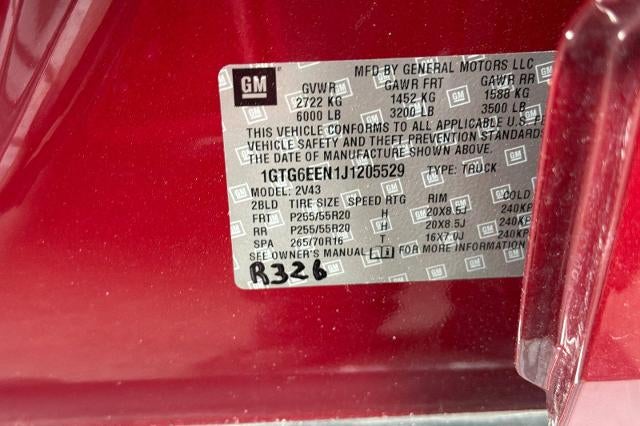 MFD BY GENERAL MOTORS LLC
GM GVWR GAWR FRT GAWR RR
2722 KG 1452 KG 1588 KG
6000 LB 3200 LB 3500 LB
THIS VEHICLE CONFORMS TO ALL APPLICABLE U.S. FE
VEHICLE SAFETY AND THEFT PREVENTION STANDARDS
THE DATE OF MANUFACTURE SHOWN ABOVE.
1GTG6EEN1J1205529 TYPE: TRUCK
MODEL: 2V43
2BLD TIRE SIZE SPEED RTG RIM COLD
FRT P255/55R20 H 20X8.5J 240KP
RR P255/55R20 H 20X8.5J 240KP
SPA 265/70R16 T 16X7.0J 240KP
SEE OWNER'S MANUAL FOR MORE INFORMATION
R326